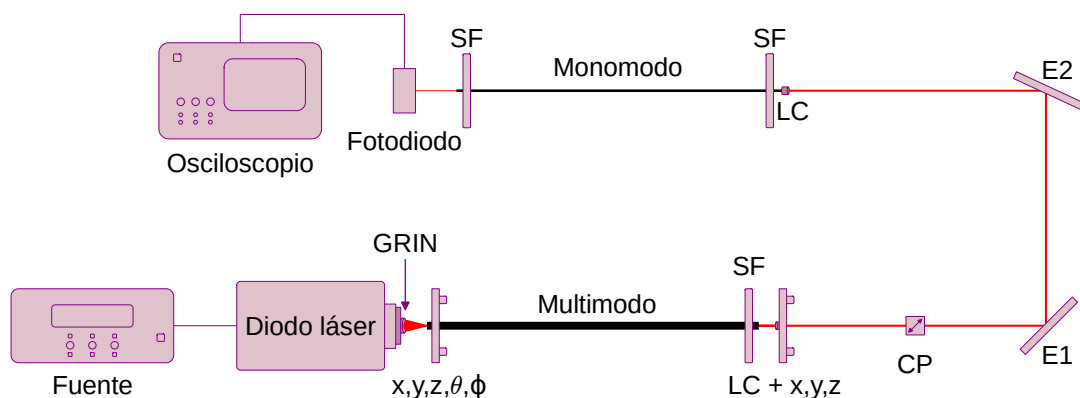 SF
SF
Monomodo
E2
LC
Fotodiodo
Osciloscopio
GRIN
SF
Multimodo
Diodo láser
E1
CP
Fuente
x,y,z,θ,ϕ
LC + x,y,z